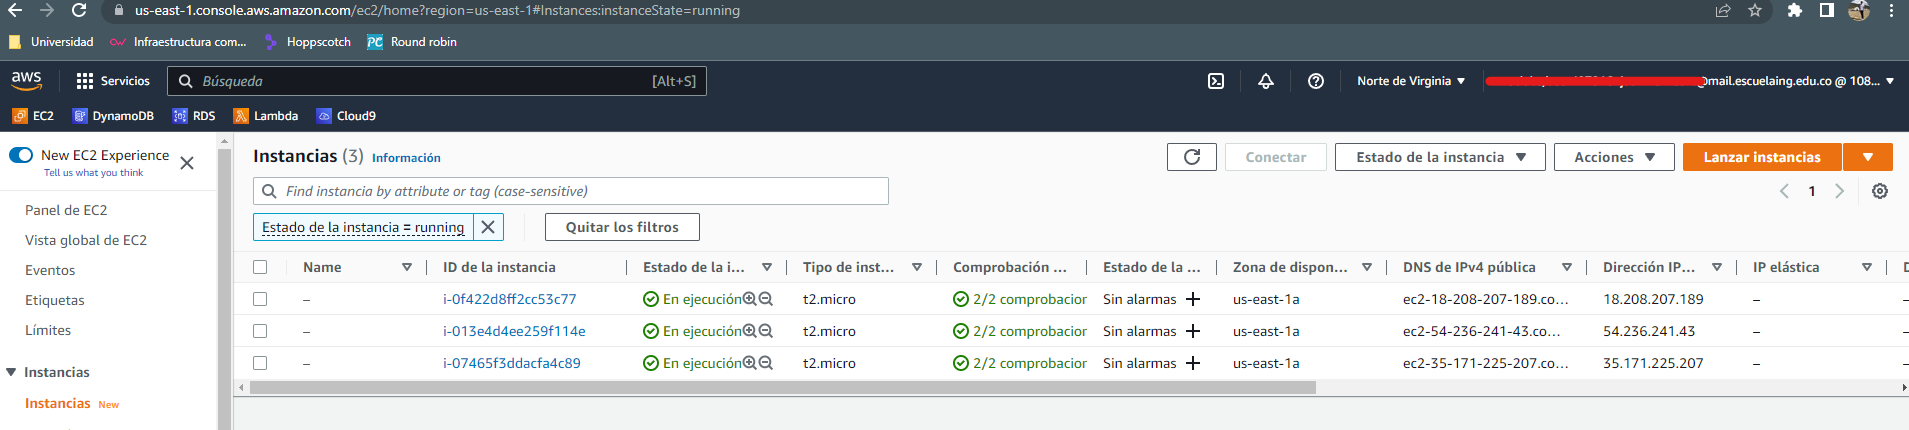 us-east-1.console.aws.amazon.com/ec2/home?region=us-east-1#Instances:instanceState=running
Universidad Infraestructura com... Hoppscotch PC Round robin
aws Servicios Búsqueda [Alt+S] Norte de Virginia @mail.escuelaing.edu.co @ 108...
EC2 DynamoDB RDS Lambda Cloud9
New EC2 Experience
Tell us what you think
Panel de EC2
Vista global de EC2
Eventos
Etiquetas
Límites
Instancias
Instancias New
Instancias (3) Información
Conectar Estado de la instancia Acciones Lanzar instancias
Find instancia by attribute or tag (case-sensitive)
1
Estado de la instancia = running Quitar los filtros
Name ID de la instancia Estado de la i... Tipo de inst... Comprobación ... Estado de la ... Zona de dispon... DNS de IPv4 pública Dirección IP... IP elástica
– i-0f422d8ff2cc53c77 En ejecución t2.micro 2/2 comprobacior Sin alarmas us-east-1a ec2-18-208-207-189.co... 18.208.207.189 – –
– i-013e4d4ee259f114e En ejecución t2.micro 2/2 comprobacior Sin alarmas us-east-1a ec2-54-236-241-43.co... 54.236.241.43 – –
– i-07465f3ddacfa4c89 En ejecución t2.micro 2/2 comprobacior Sin alarmas us-east-1a ec2-35-171-225-207.co... 35.171.225.207 – –